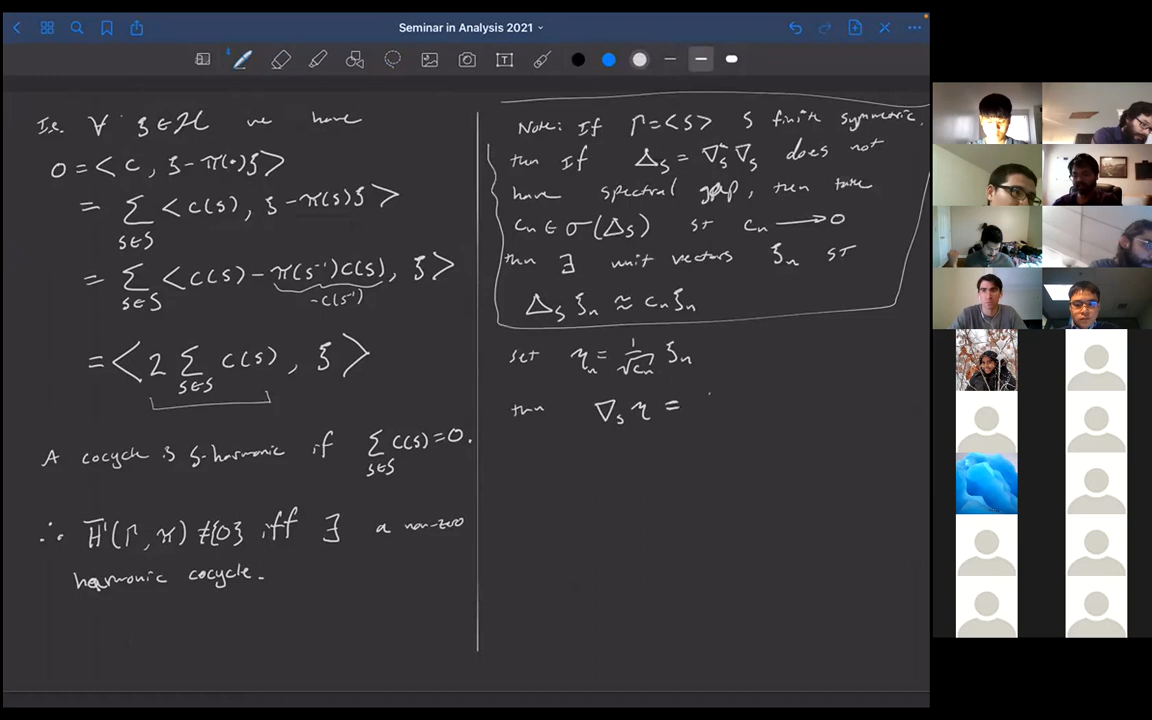 Seminar in Analysis 2021
I.e. ∀ ξ∈ℋ we have
0 = <c, ξ-π(·)ξ>
= ∑_{s∈S} <c(s), ξ-π(s)ξ>
= ∑_{s∈S} <c(s) - π(s⁻¹)c(s), ξ>
-c(s⁻¹)
= <2 ∑_{s∈S} c(s), ξ>
A cocycle is S-harmonic if ∑_{s∈S} c(s)=0.
∴ H̅¹(Γ, π) ≠{0} iff ∃ a non-zero
harmonic cocycle.
Note: If Γ=<S> S finite symmetric,
then if Δ_S = ∇_S^* ∇_S does not
have spectral gap, then take
c_n ∈ σ(Δ_S) st c_n → 0
then ∃ unit vectors ξ_n st
Δ_S ξ_n ≈ c_n ξ_n
set η_n = 1/√c_n ξ_n
then ∇_S η =